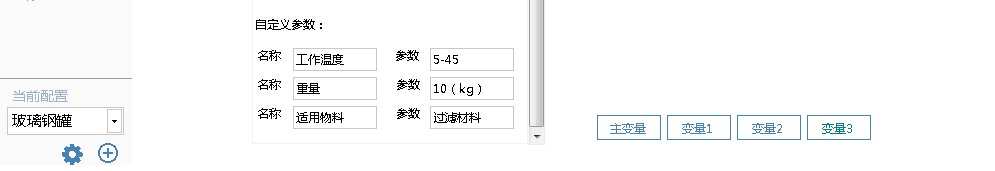 自定义参数：
名称 工作温度 参数 5-45
名称 重量 参数 10（kg）
名称 适用物料 参数 过滤材料
当前配置
玻璃钢罐
主变量 变量1 变量2 变量3